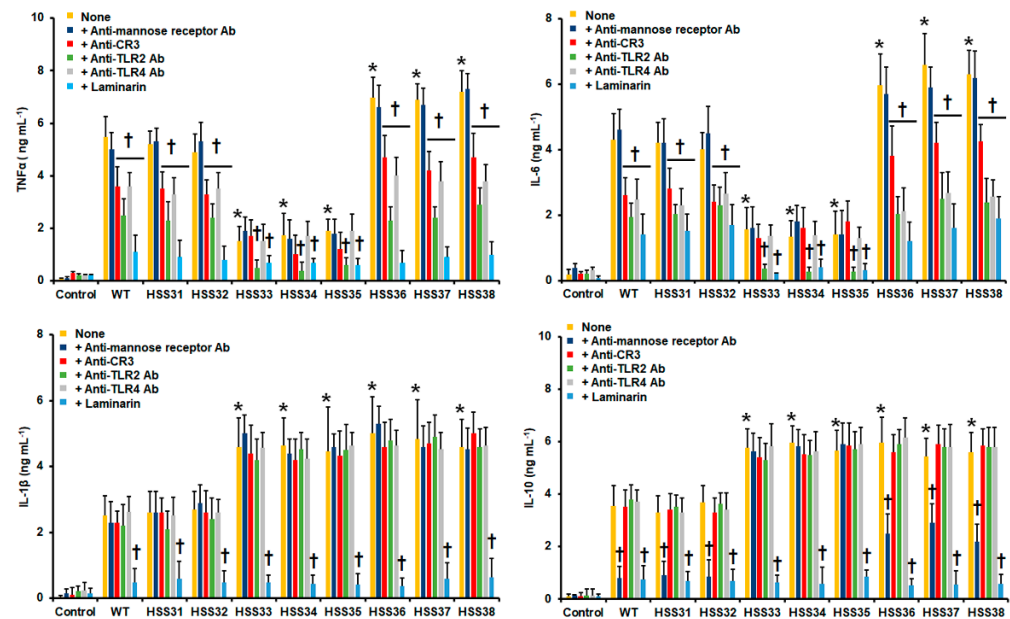 None
+ Anti-mannose receptor Ab
+ Anti-CR3
+ Anti-TLR2 Ab
+ Anti-TLR4 Ab
+ Laminarin
TNFα ( ng mL-1)
10
8
6
4
2
0
* * * * * *
† † † † † † † † † † † †
Control WT HSS31 HSS32 HSS33 HSS34 HSS35 HSS36 HSS37 HSS38
None
+ Anti-mannose receptor Ab
+ Anti-CR3
+ Anti-TLR2 Ab
+ Anti-TLR4 Ab
+ Laminarin
IL-6 (ng mL-1)
8
6
4
2
0
* * * * * *
† † † † † † † † † † † †
Control WT HSS31 HSS32 HSS33 HSS34 HSS35 HSS36 HSS37 HSS38
None
+ Anti-mannose receptor Ab
+ Anti-CR3
+ Anti-TLR2 Ab
+ Anti-TLR4 Ab
+ Laminarin
IL-1β (ng mL-1)
8
6
4
2
0
* * * * * *
† † † † † † † † †
Control WT HSS31 HSS32 HSS33 HSS34 HSS35 HSS36 HSS37 HSS38
None
+ Anti-mannose receptor Ab
+ Anti-CR3
+ Anti-TLR2 Ab
+ Anti-TLR4 Ab
+ Laminarin
IL-10 (ng mL-1)
10
8
6
4
2
0
* * * * * *
† † † † † † † † † † † † † † †
Control WT HSS31 HSS32 HSS33 HSS34 HSS35 HSS36 HSS37 HSS38